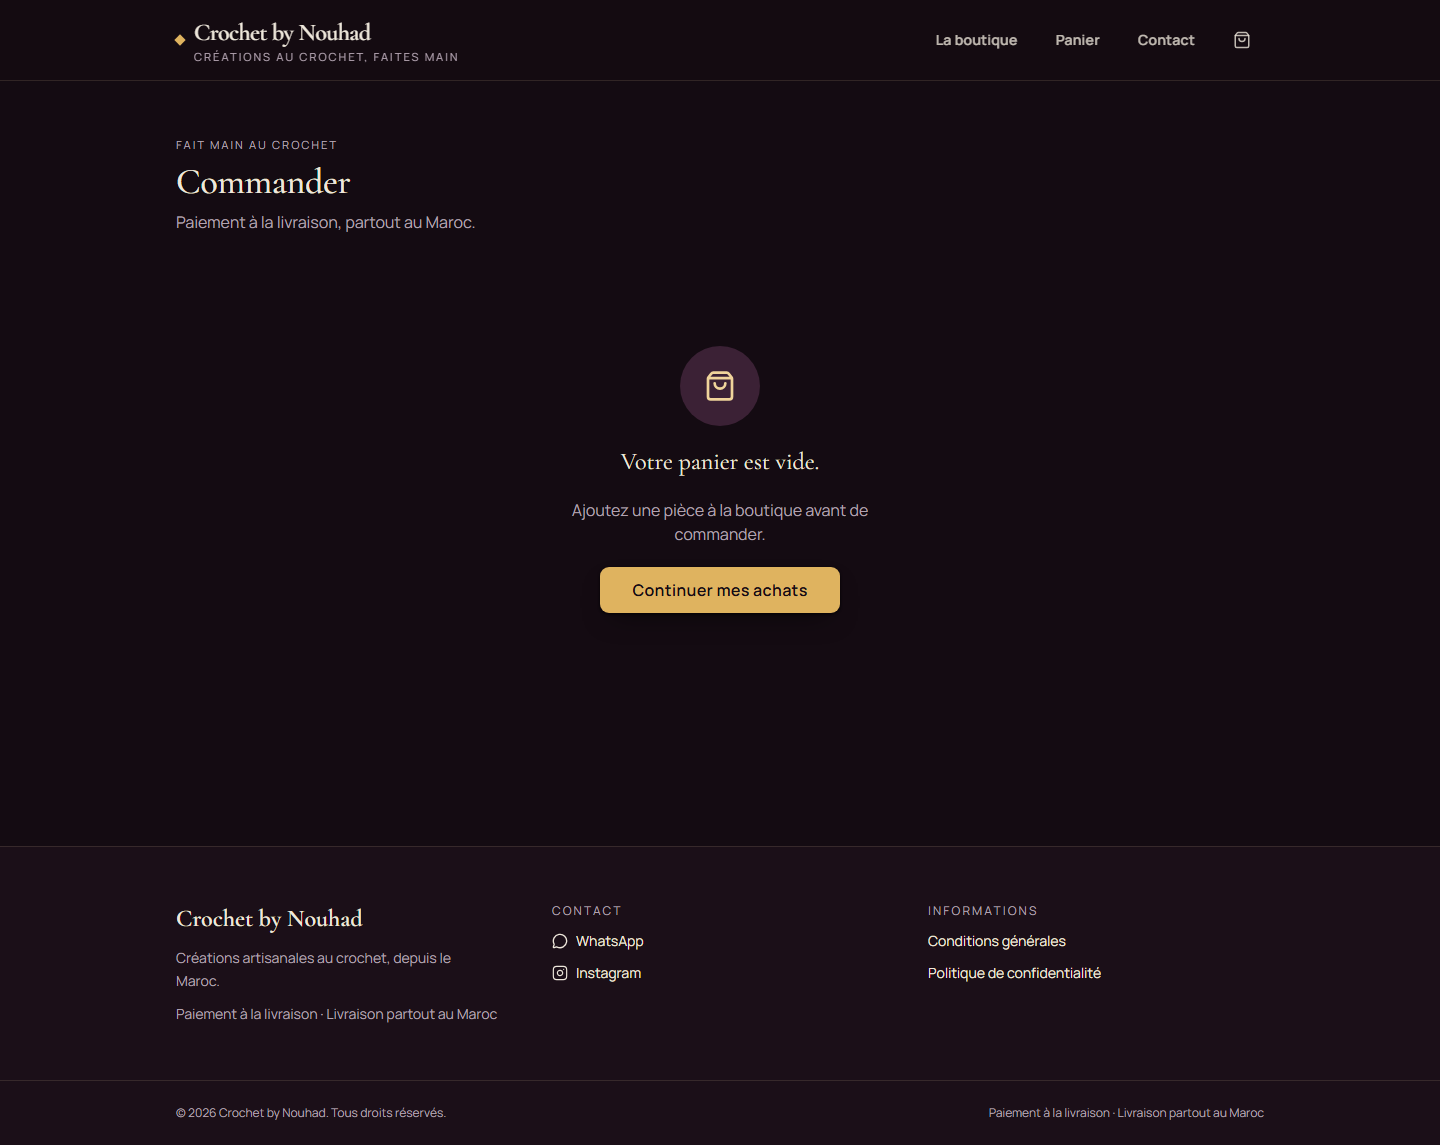 Crochet by Nouhad
CRÉATIONS AU CROCHET, FAITES MAIN
La boutique
Panier
Contact
FAIT MAIN AU CROCHET
Commander
Paiement à la livraison, partout au Maroc.
Votre panier est vide.
Ajoutez une pièce à la boutique avant de
commander.
Continuer mes achats
Crochet by Nouhad
Créations artisanales au crochet, depuis le
Maroc.
Paiement à la livraison · Livraison partout au Maroc
CONTACT
WhatsApp
Instagram
INFORMATIONS
Conditions générales
Politique de confidentialité
© 2026 Crochet by Nouhad. Tous droits réservés.
Paiement à la livraison · Livraison partout au Maroc